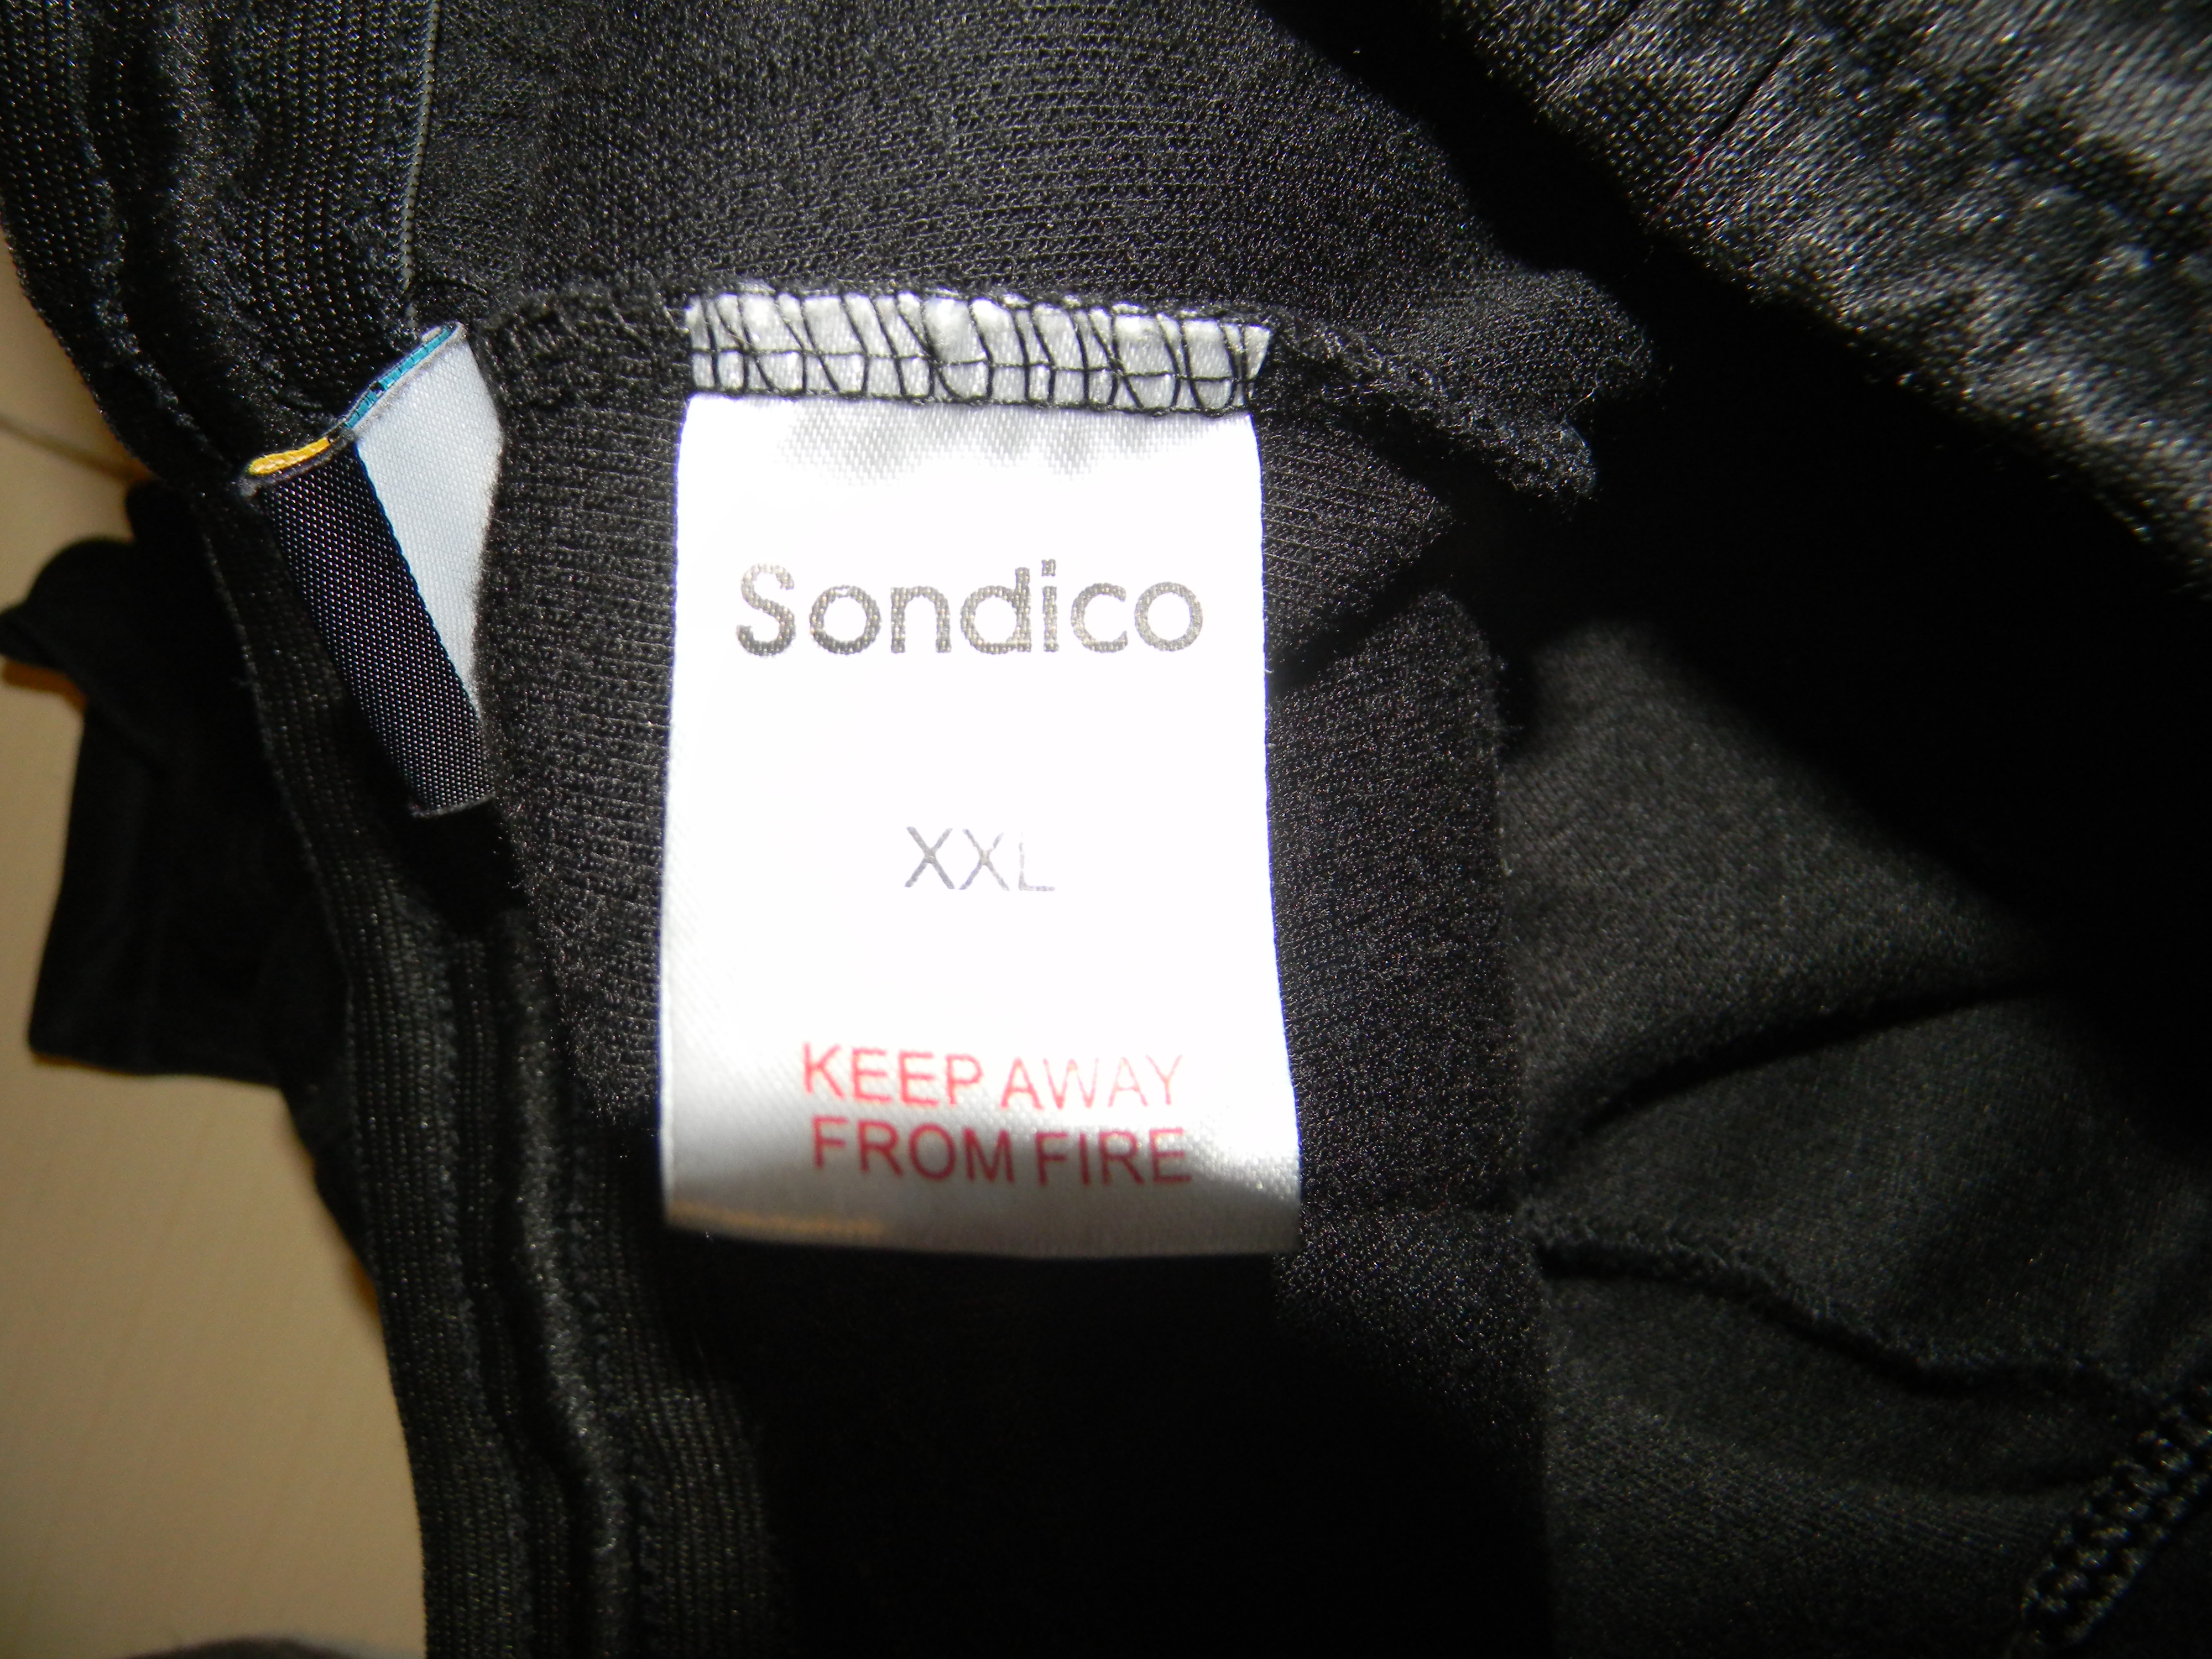 Sondico
XXL
KEEP AWAY
FROM FIRE